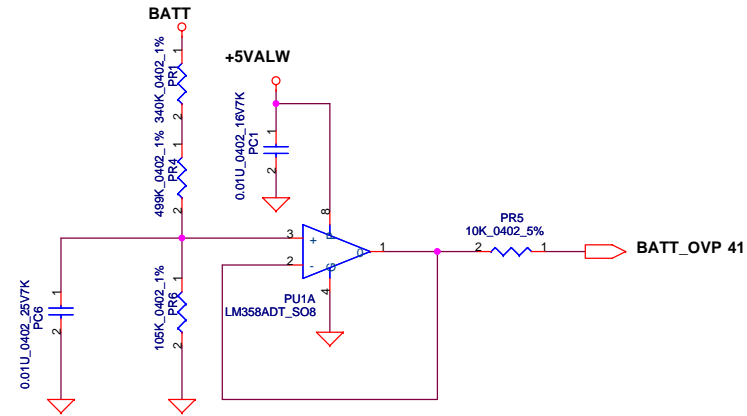 BATT
1
340K_0402_1%
PR1
2
1
499K_0402_1%
PR4
2
+5VALW
0.01U_0402_16V7K
PC1
1
2
8
P
3
+
2
-
0
1
G
4
PU1A
LM358ADT_SO8
PR5
10K_0402_5%
2
1
BATT_OVP 41
0.01U_0402_25V7K
PC6
1
2
105K_0402_1%
PR6
1
2